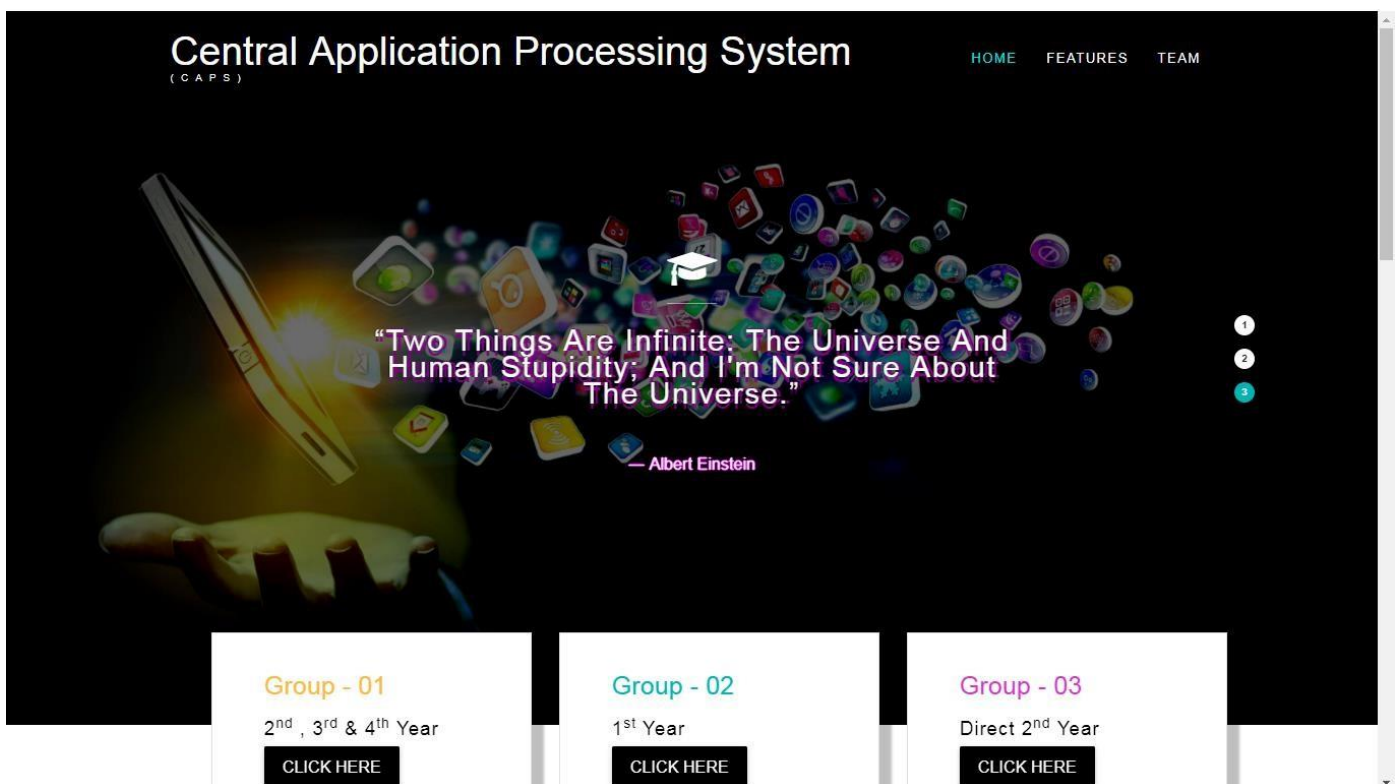 Central Application Processing System
(CAPS)
HOME FEATURES TEAM
“Two Things Are Infinite: The Universe And
Human Stupidity; And I'm Not Sure About
The Universe.”
— Albert Einstein
1
2
3
Group - 01
2nd , 3rd & 4th Year
CLICK HERE
Group - 02
1st Year
CLICK HERE
Group - 03
Direct 2nd Year
CLICK HERE